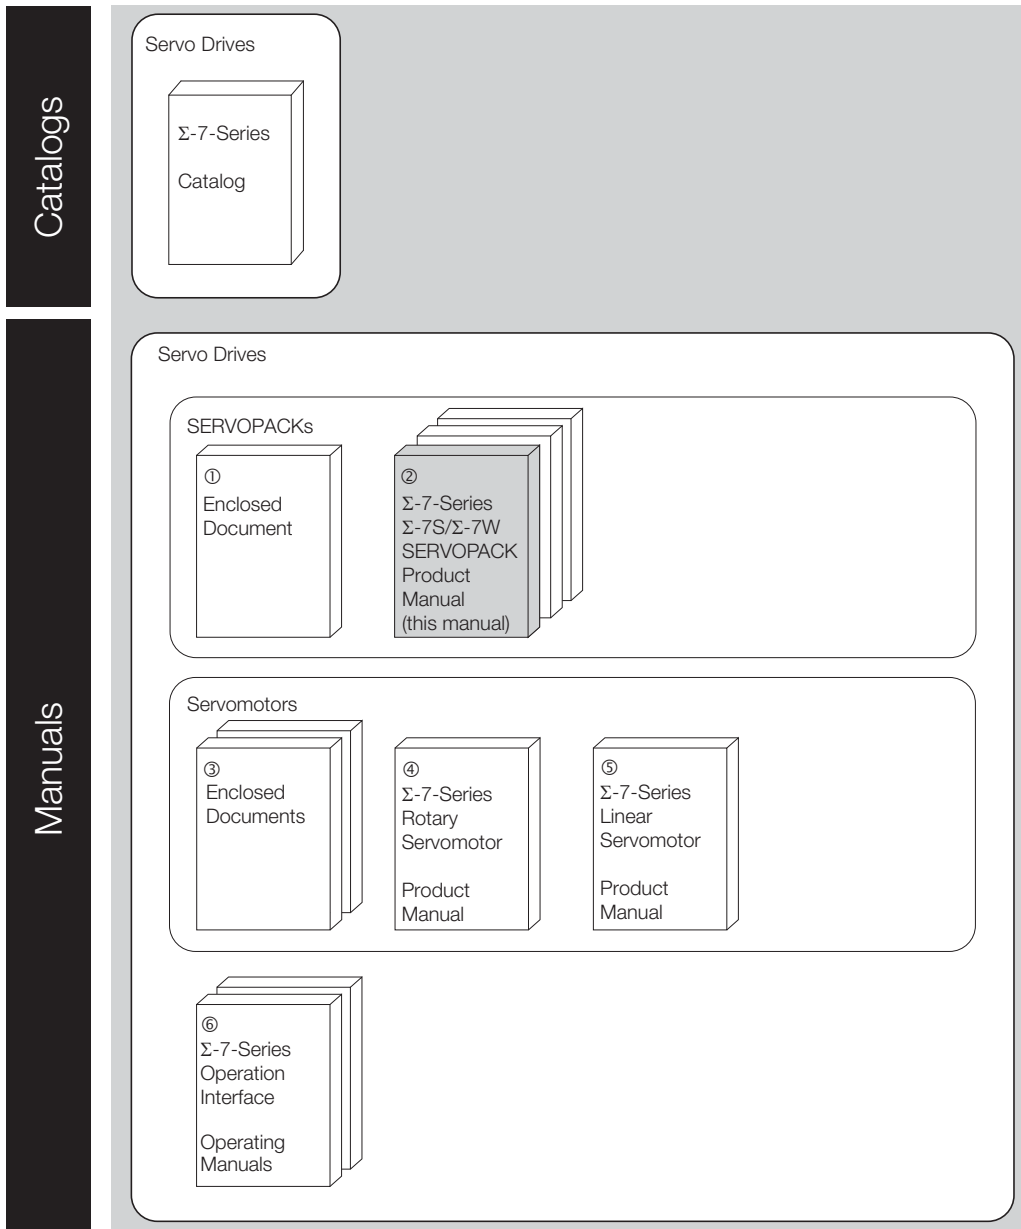 Catalogs
Servo Drives
Σ-7-Series
Catalog
Manuals
Servo Drives
SERVOPACKs
①
Enclosed
Document
②
Σ-7-Series
Σ-7S/Σ-7W
SERVOPACK
Product
Manual
(this manual)
Servomotors
③
Enclosed
Documents
④
Σ-7-Series
Rotary
Servomotor
Product
Manual
⑤
Σ-7-Series
Linear
Servomotor
Product
Manual
⑥
Σ-7-Series
Operation
Interface
Operating
Manuals